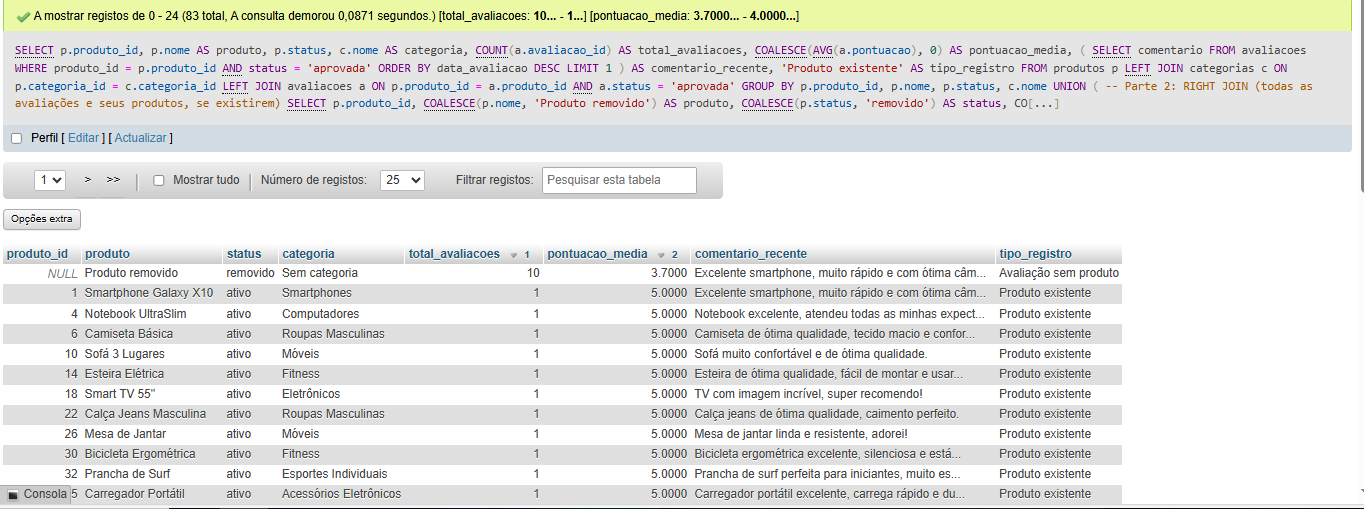 A mostrar registos de 0 - 24 (83 total, A consulta demorou 0,0871 segundos.) [total_avaliacoes: 10... - 1...] [pontuacao_media: 3.7000... - 4.0000...]
SELECT p.produto_id, p.nome AS produto, p.status, c.nome AS categoria, COUNT(a.avaliacao_id) AS total_avaliacoes, COALESCE(AVG(a.pontuacao), 0) AS pontuacao_media, ( SELECT comentario FROM avaliacoes
WHERE produto_id = p.produto_id AND status = 'aprovada' ORDER BY data_avaliacao DESC LIMIT 1 ) AS comentario_recente, 'Produto existente' AS tipo_registro FROM produtos p LEFT JOIN categorias c ON
p.categoria_id = c.categoria_id LEFT JOIN avaliacoes a ON p.produto_id = a.produto_id AND a.status = 'aprovada' GROUP BY p.produto_id, p.nome, p.status, c.nome UNION ( -- Parte 2: RIGHT JOIN (todas as
avaliações e seus produtos, se existirem) SELECT p.produto_id, COALESCE(p.nome, 'Produto removido') AS produto, COALESCE(p.status, 'removido') AS status, CO[...]
Perfil [ Editar ] [ Actualizar ]
1 > >> Mostrar tudo Número de registos: 25 Filtrar registos: Pesquisar esta tabela
Opções extra
produto_id produto status categoria total_avaliacoes 1 pontuacao_media 2 comentario_recente tipo_registro
NULL Produto removido removido Sem categoria 10 3.7000 Excelente smartphone, muito rápido e com ótima câm... Avaliação sem produto
1 Smartphone Galaxy X10 ativo Smartphones 1 5.0000 Excelente smartphone, muito rápido e com ótima câm... Produto existente
4 Notebook UltraSlim ativo Computadores 1 5.0000 Notebook excelente, atendeu todas as minhas expect... Produto existente
6 Camiseta Básica ativo Roupas Masculinas 1 5.0000 Camiseta de ótima qualidade, tecido macio e confor... Produto existente
10 Sofá 3 Lugares ativo Móveis 1 5.0000 Sofá muito confortável e de ótima qualidade. Produto existente
14 Esteira Elétrica ativo Fitness 1 5.0000 Esteira de ótima qualidade, fácil de montar e usar... Produto existente
18 Smart TV 55" ativo Eletrônicos 1 5.0000 TV com imagem incrível, super recomendo! Produto existente
22 Calça Jeans Masculina ativo Roupas Masculinas 1 5.0000 Calça jeans de ótima qualidade, caimento perfeito. Produto existente
26 Mesa de Jantar ativo Móveis 1 5.0000 Mesa de jantar linda e resistente, adorei! Produto existente
30 Bicicleta Ergométrica ativo Fitness 1 5.0000 Bicicleta ergométrica excelente, silenciosa e está... Produto existente
32 Prancha de Surf ativo Esportes Individuais 1 5.0000 Prancha de surf perfeita para iniciantes, muito es... Produto existente
Consola 5 Carregador Portátil ativo Acessórios Eletrônicos 1 5.0000 Carregador portátil excelente, carrega rápido e du... Produto existente